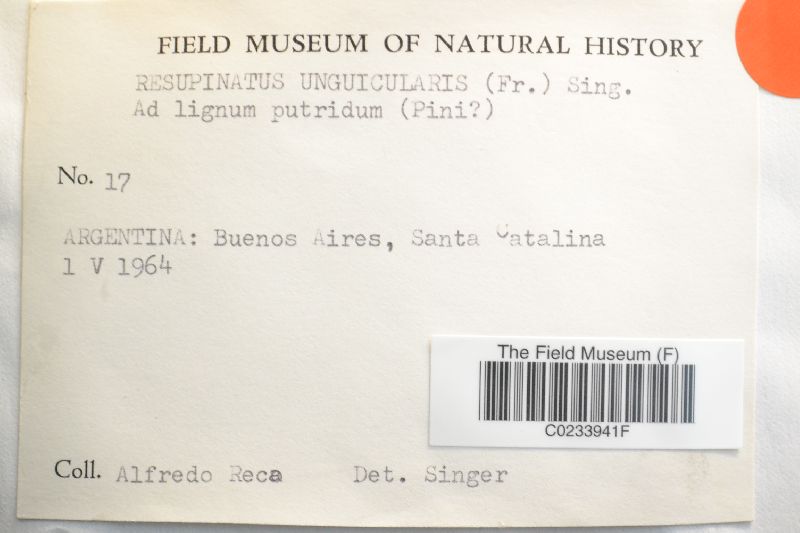 FIELD MUSEUM OF NATURAL HISTORY
RESUPINATUS UNGUICULARIS (Fr.) Sing.
Ad lignum putridum (Pini?)
No. 17
ARGENTINA: Buenos Aires, Santa Catalina
1 V 1964
The Field Museum (F)
C0233941F
Coll. Alfredo Reca Det. Singer